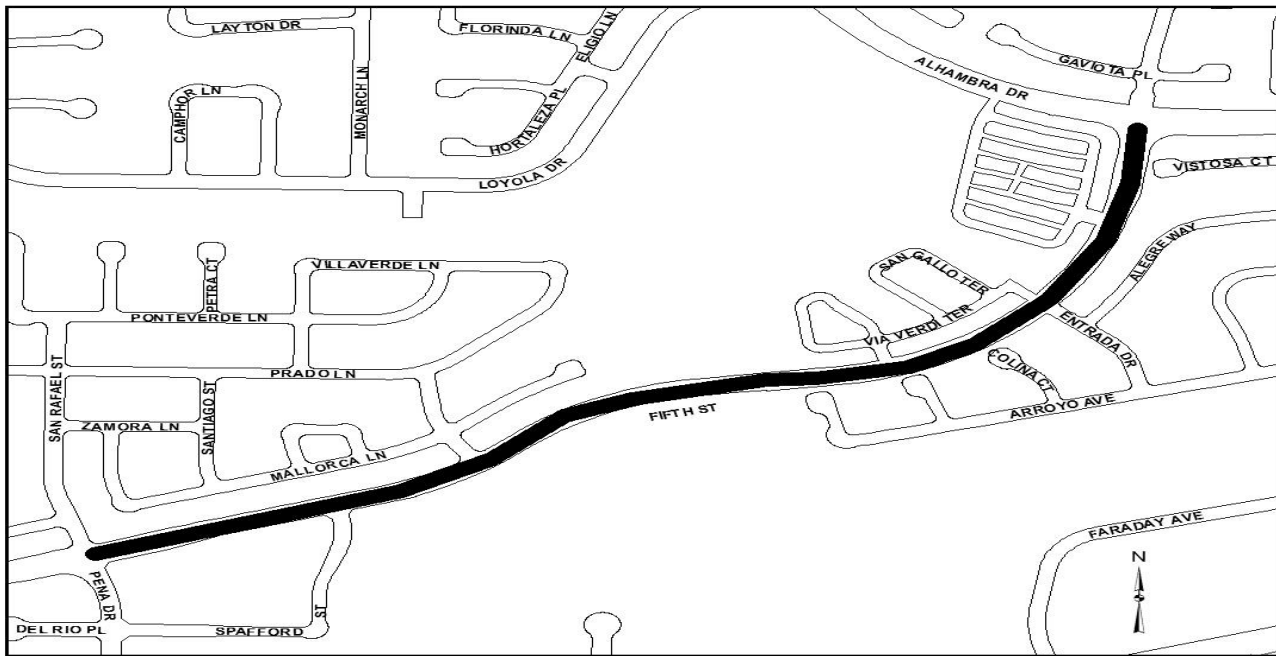 LAYTON DR
FLORINDA LN
ELIGIO LN
GAVIOTA PL
ALHAMBRA DR
CAMPHOR LN
MONARCH LN
HORTALEZA PL
LOYOLA DR
VISTOSA CT
PETRA CT
VILLAVERDE LN
SAN GALLO TER
ALEGRE WAY
PONTEVERDE LN
VIA VERDI TER
ENTRADA DR
COLINA CT
SAN RAFAEL ST
PRADO LN
SANTIAGO ST
ARROYO AVE
FIFTH ST
ZAMORA LN
MALLORCA LN
FARADAY AVE
N
PENA DR
DEL RIO PL
SPAFFORD ST